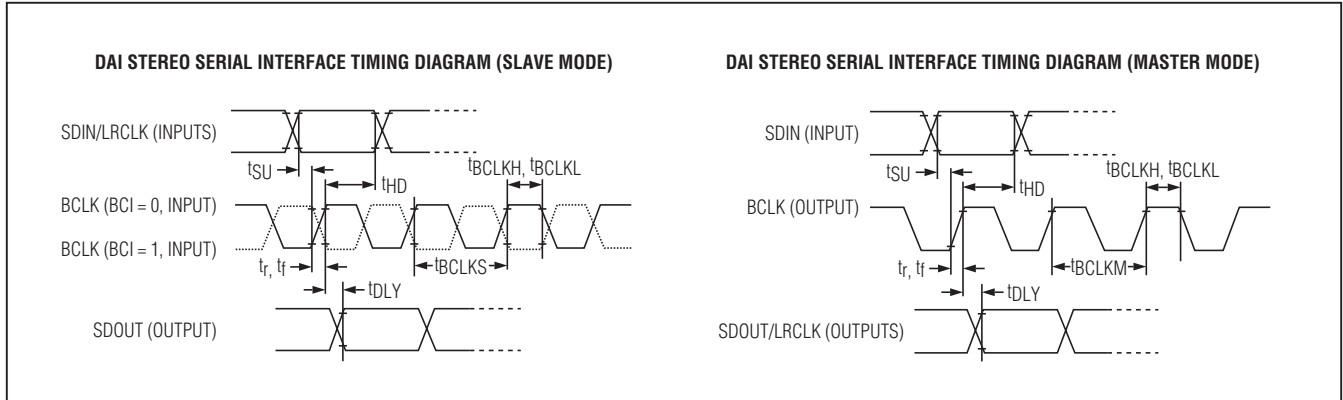 DAI STEREO SERIAL INTERFACE TIMING DIAGRAM (SLAVE MODE)
SDIN/LRCLK (INPUTS)
tSU
tHD
tBCLKH, tBCLKL
BCLK (BCI = 0, INPUT)
BCLK (BCI = 1, INPUT)
tr, tf
tBCLKS
tDLY
SDOUT (OUTPUT)
DAI STEREO SERIAL INTERFACE TIMING DIAGRAM (MASTER MODE)
SDIN (INPUT)
tSU
tHD
tBCLKH, tBCLKL
BCLK (OUTPUT)
tr, tf
tBCLKM
tDLY
SDOUT/LRCLK (OUTPUTS)